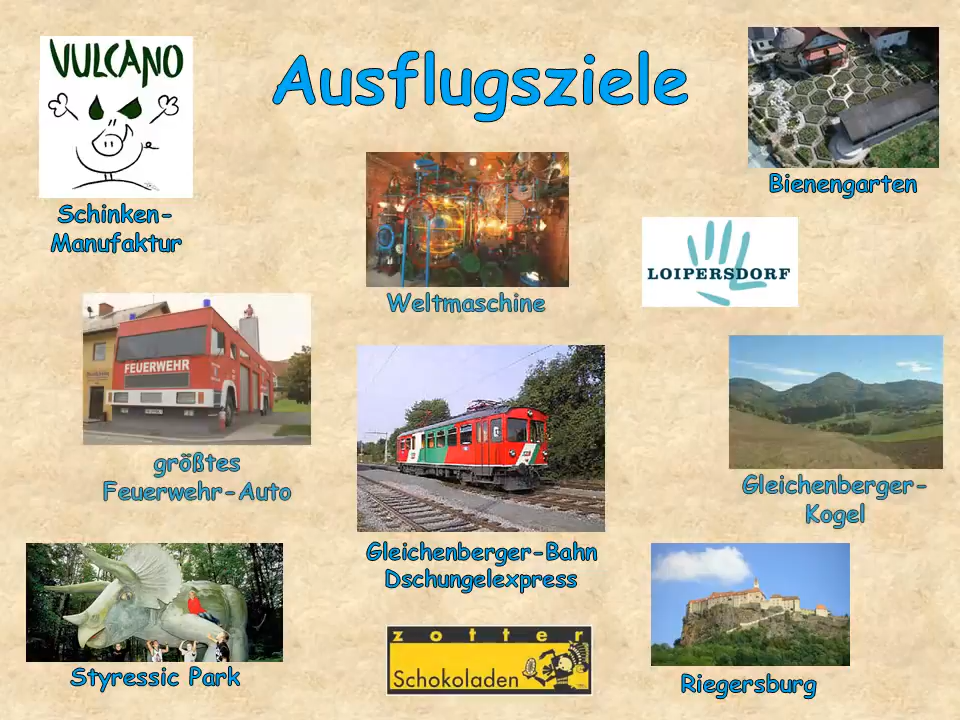 VULCANO
Ausflugsziele
Bienengarten
Schinken-
Manufaktur
LOIPERSDORF
Weltmaschine
FEUERWEHR
größtes
Feuerwehr-Auto
Gleichenberger-
Kogel
Gleichenberger-Bahn
Dschungelexpress
zotter
Schokoladen
Styressic Park
Riegersburg